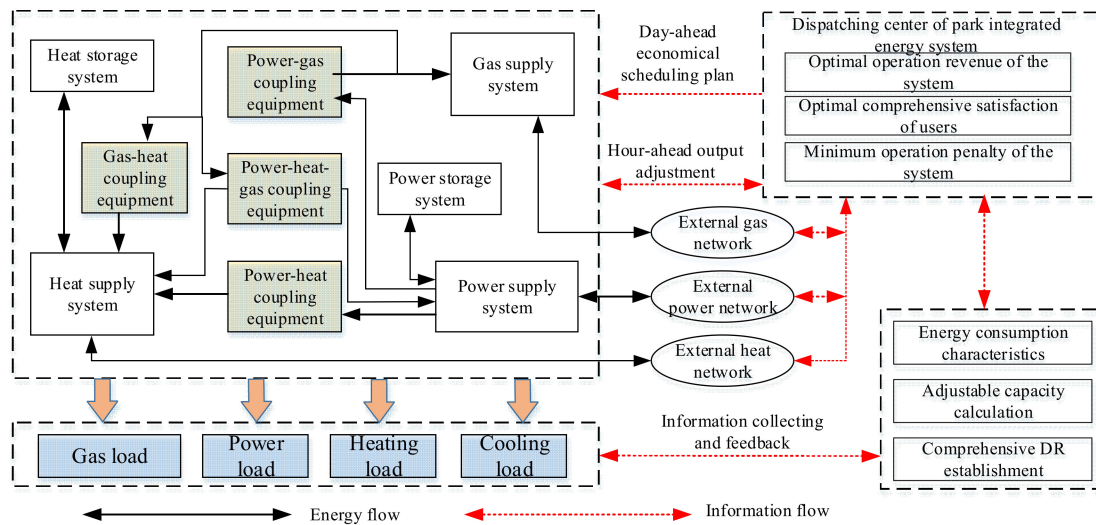 Heat storage
system
Power-gas
coupling
equipment
Gas supply
system
Gas-heat
coupling
equipment
Power-heat-
gas coupling
equipment
Power storage
system
Heat supply
system
Power-heat
coupling
equipment
Power supply
system
Day-ahead
economical
scheduling plan
Hour-ahead output
adjustment
Dispatching center of park integrated
energy system
Optimal operation revenue of the
system
Optimal comprehensive satisfaction
of users
Minimum operation penalty of the
system
External gas
network
External
power network
External heat
network
Energy consumption
characteristics
Adjustable capacity
calculation
Comprehensive DR
establishment
Information collecting
and feedback
Gas load
Power
load
Heating
load
Cooling
load
Energy flow
Information flow